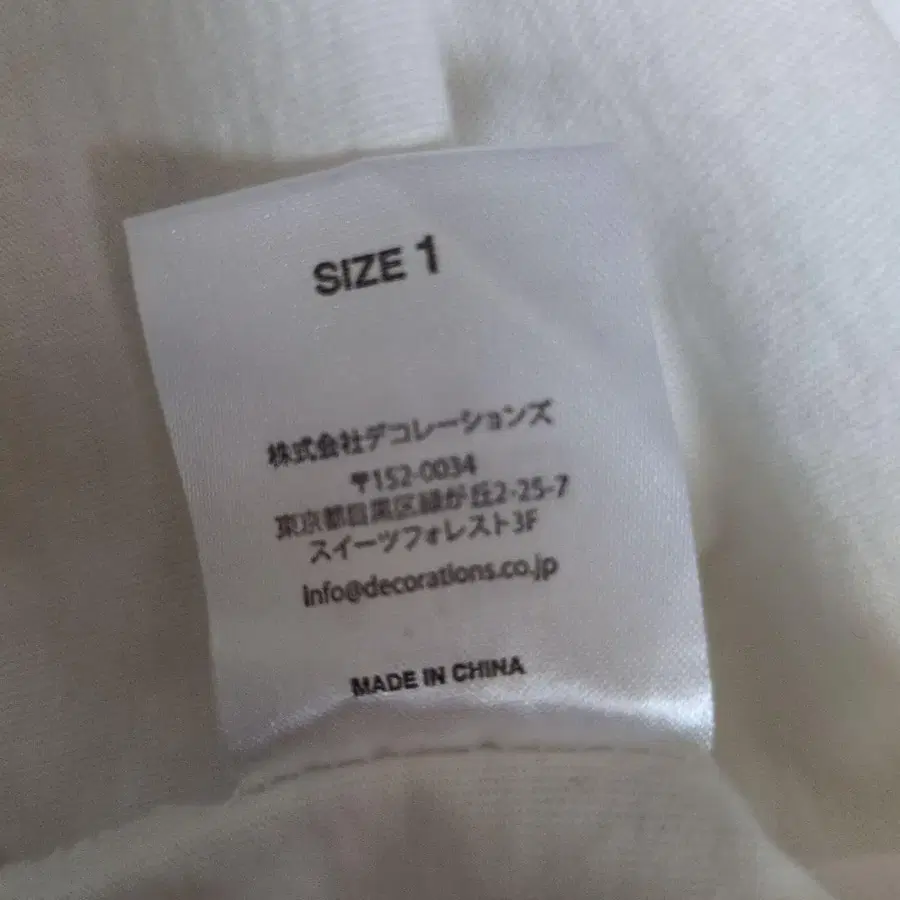 SIZE 1
株式会社デコレーションズ
〒152-0034
東京都目黒区緑が丘2-25-7
スイーツフォレスト3F
info@decorations.co.jp
MADE IN CHINA